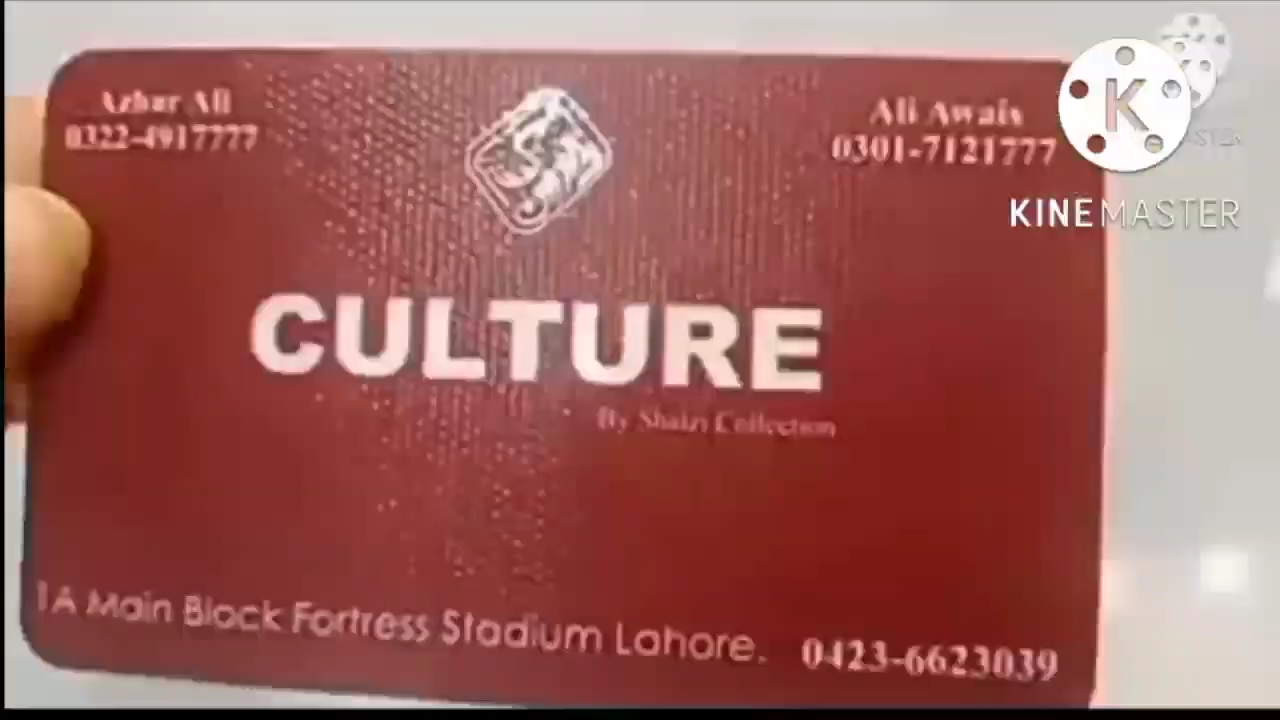 Azhar Ali
0322-4917777
Ali Awais
0301-7121777
K
KINEMASTER
CULTURE
By Shaizi Collection
1A Main Block Fortress Stadium Lahore. 0423-6623039